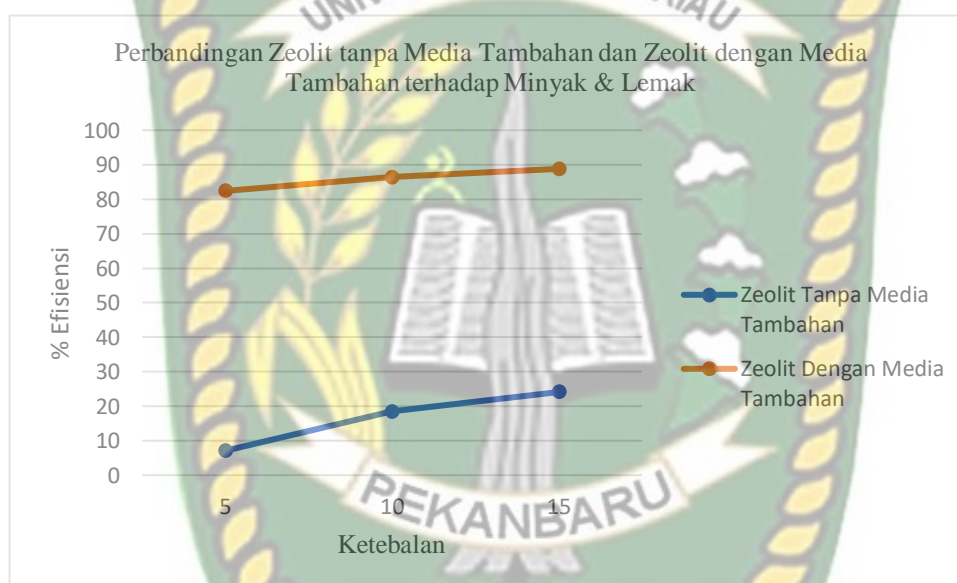 UNIV
RIAU
Perbandingan Zeolit tanpa Media Tambahan dan Zeolit dengan Media
Tambahan terhadap Minyak & Lemak
100
90
80
70
60
50
40
30
20
10
0
% Efisiensi
5
10
15
Ketebalan
Zeolit Tanpa Media
Tambahan
Zeolit Dengan Media
Tambahan
PEKANBARU